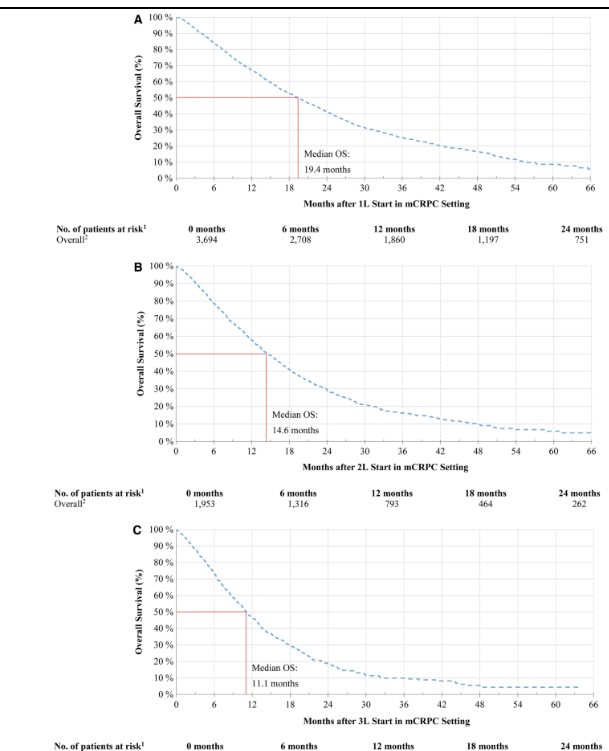 A
100 %
90 %
80 %
70 %
60 %
50 %
40 %
30 %
20 %
10 %
0 %
Overall Survival (%)
Median OS:
19.4 months
0 6 12 18 24 30 36 42 48 54 60 66
Months after 1L Start in mCRPC Setting
No. of patients at risk¹ 0 months 6 months 12 months 18 months 24 months
Overall² 3,694 2,708 1,860 1,197 751
B
100 %
90 %
80 %
70 %
60 %
50 %
40 %
30 %
20 %
10 %
0 %
Overall Survival (%)
Median OS:
14.6 months
0 6 12 18 24 30 36 42 48 54 60 66
Months after 2L Start in mCRPC Setting
No. of patients at risk¹ 0 months 6 months 12 months 18 months 24 months
Overall² 1,953 1,316 793 464 262
C
100 %
90 %
80 %
70 %
60 %
50 %
40 %
30 %
20 %
10 %
0 %
Overall Survival (%)
Median OS:
11.1 months
0 6 12 18 24 30 36 42 48 54 60 66
Months after 3L Start in mCRPC Setting
No. of patients at risk¹ 0 months 6 months 12 months 18 months 24 months